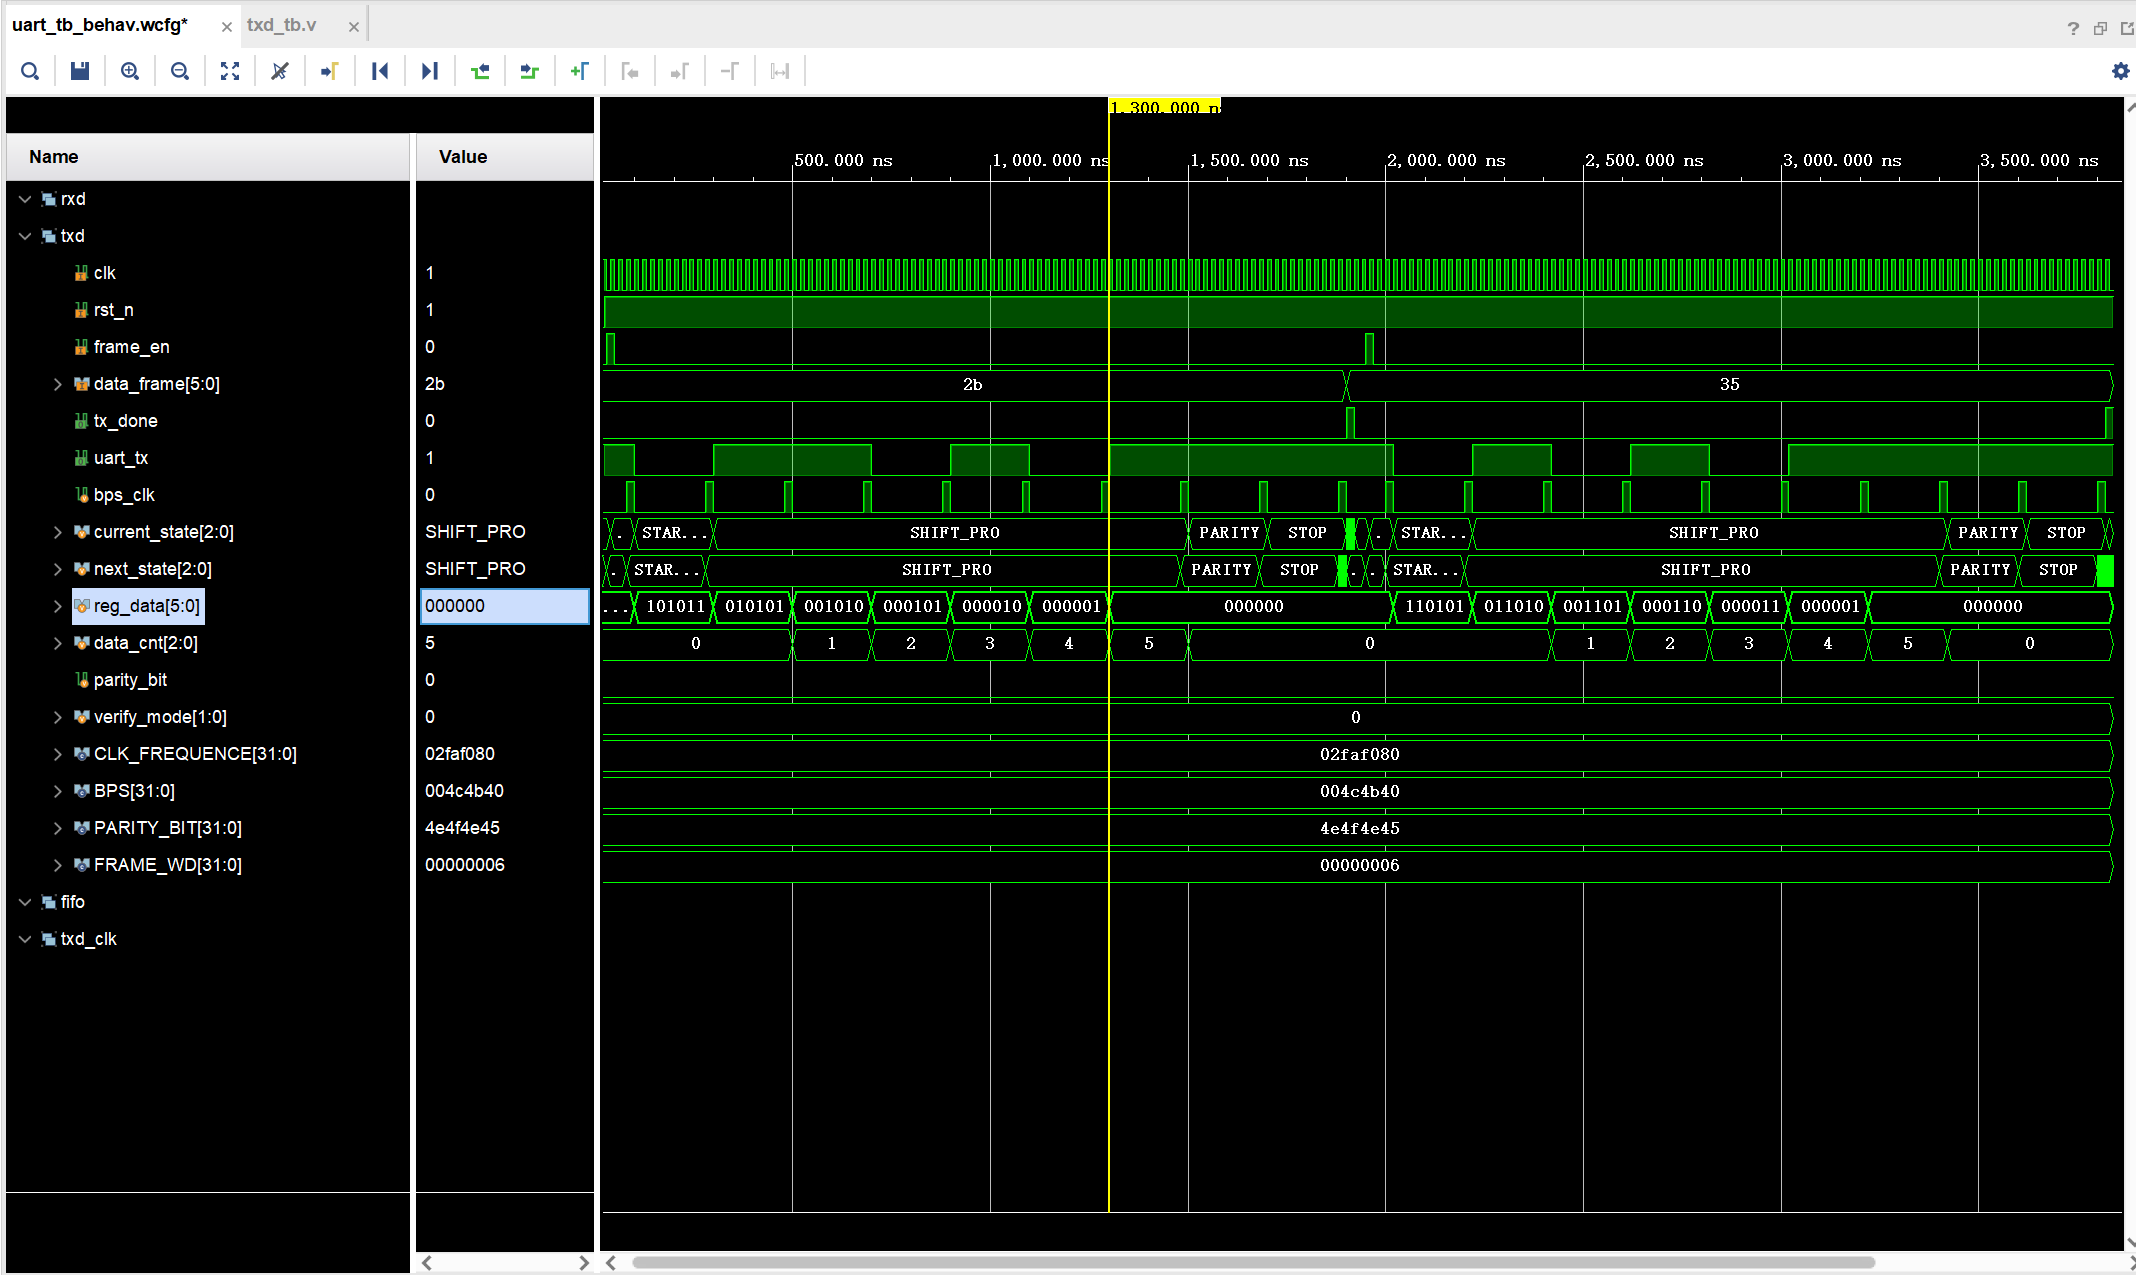 uart_tb_behav.wcfg* txd_tb.v
1,300.000 n
Name Value 500.000 ns 1,000.000 ns 1,500.000 ns 2,000.000 ns 2,500.000 ns 3,000.000 ns 3,500.000 ns
rxd
txd
clk 1
rst_n 1
frame_en 0
data_frame[5:0] 2b 2b 35
tx_done 0
uart_tx 1
bps_clk 0
current_state[2:0] SHIFT_PRO . STAR... SHIFT_PRO PARITY STOP . STAR... SHIFT_PRO PARITY STOP
next_state[2:0] SHIFT_PRO . STAR... SHIFT_PRO PARITY STOP . . STAR... SHIFT_PRO PARITY STOP
reg_data[5:0] 000000 ... 101011 010101 001010 000101 000010 000001 000000 110101 011010 001101 000110 000011 000001 000000
data_cnt[2:0] 5 0 1 2 3 4 5 0 1 2 3 4 5 0
parity_bit 0
verify_mode[1:0] 0 0
CLK_FREQUENCE[31:0] 02faf080 02faf080
BPS[31:0] 004c4b40 004c4b40
PARITY_BIT[31:0] 4e4f4e45 4e4f4e45
FRAME_WD[31:0] 00000006 00000006
fifo
txd_clk